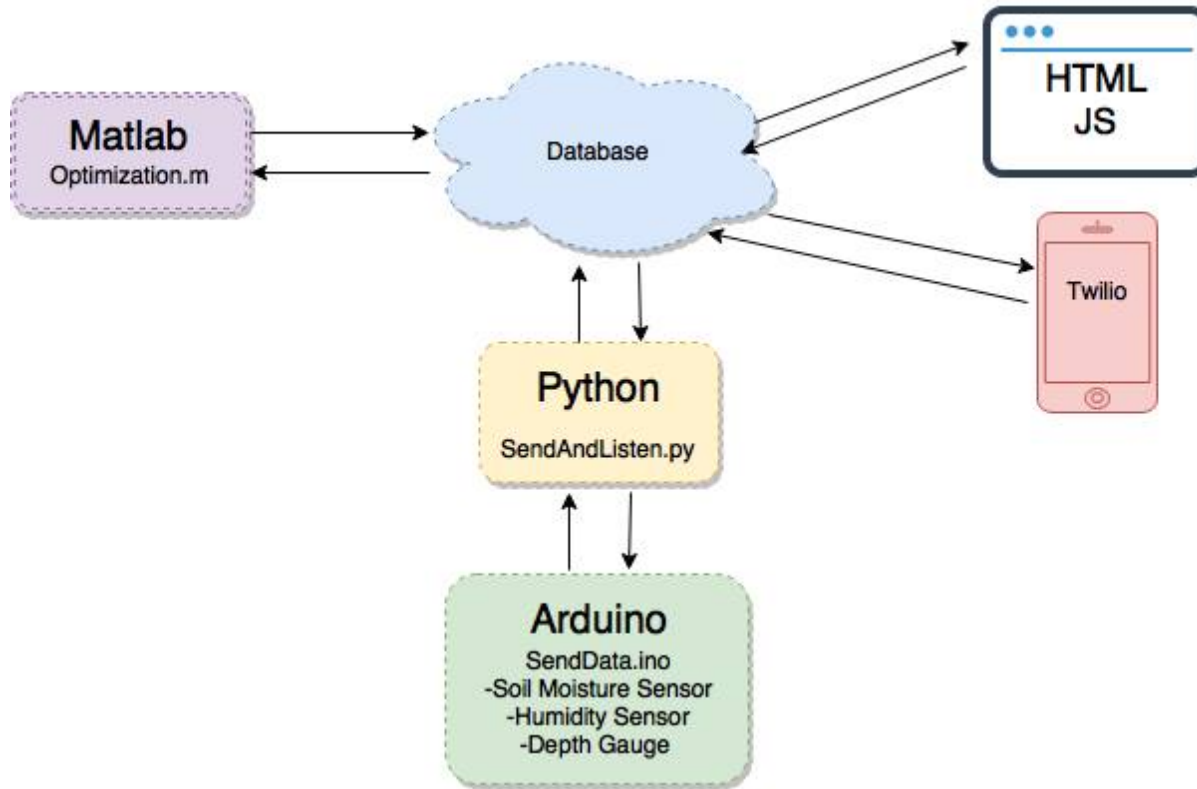 Matlab
Optimization.m
Database
HTML
JS
Twilio
Python
SendAndListen.py
Arduino
SendData.ino
-Soil Moisture Sensor
-Humidity Sensor
-Depth Gauge